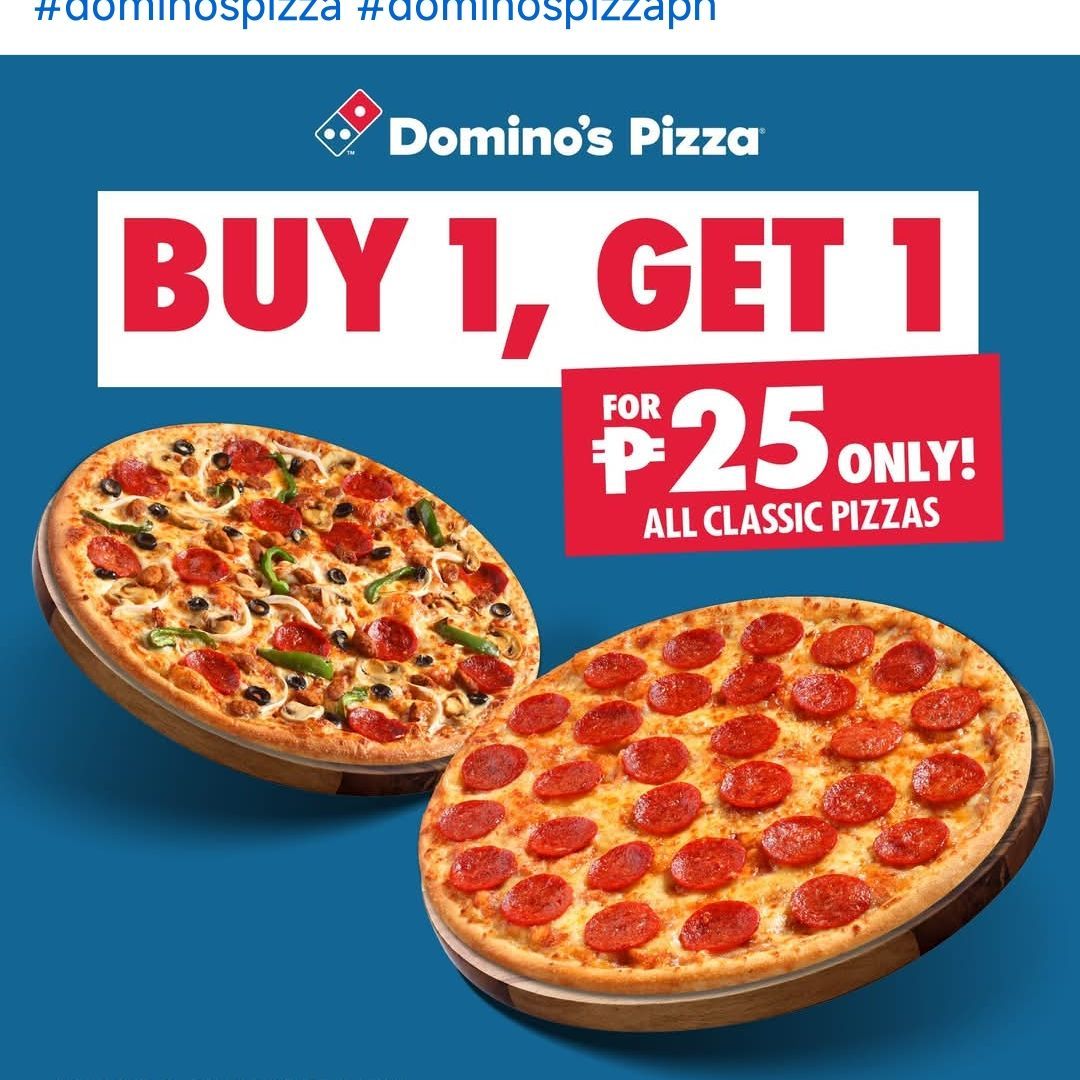 #dominospizza #dominospizzaph
Domino's Pizza
BUY 1, GET 1
FOR
₱25 ONLY!
ALL CLASSIC PIZZAS